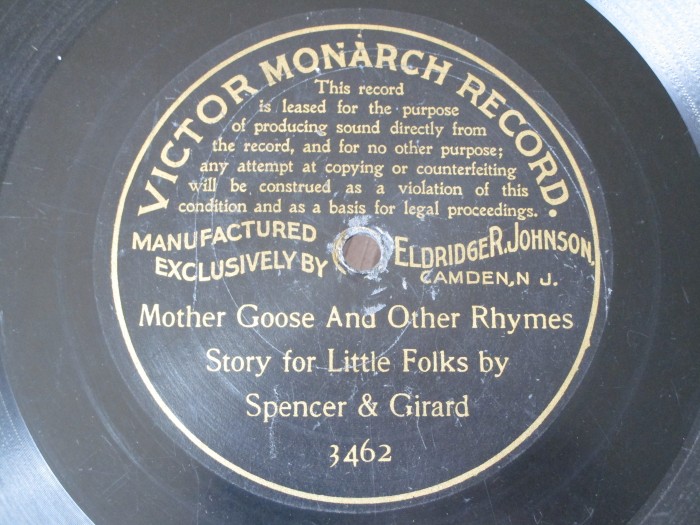 VICTOR MONARCH RECORD.
This record
is leased for the purpose
of producing sound directly from
the record, and for no other purpose;
any attempt at copying or counterfeiting
will be construed as a violation of this
condition and as a basis for legal proceedings.
MANUFACTURED
EXCLUSIVELY BY
ELDRIDGE R. JOHNSON,
CAMDEN, N J.
Mother Goose And Other Rhymes
Story for Little Folks by
Spencer & Girard
3462